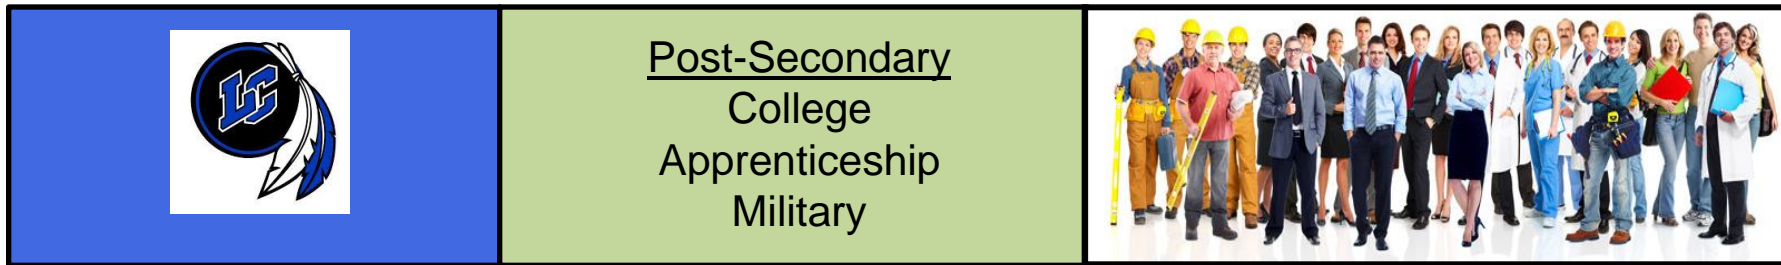 LC
Post-Secondary
College
Apprenticeship
Military